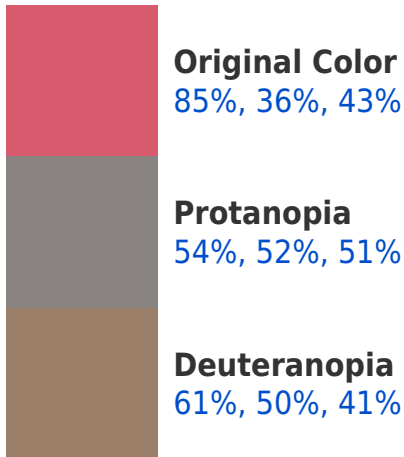 Original Color
85%, 36%, 43%
Protanopia
54%, 52%, 51%
Deuteranopia
61%, 50%, 41%